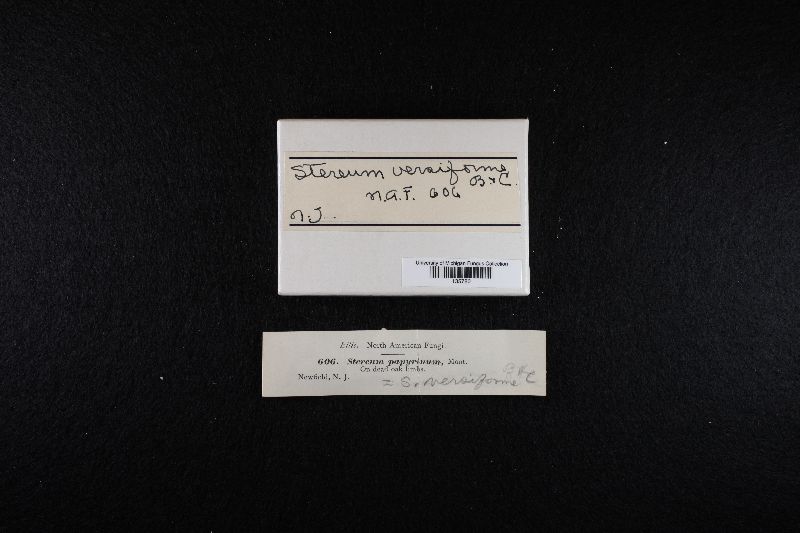 Stereum versiforme
B & C.
N.A.F. 606
N.J.
University of Michigan Fungus Collection
Ellis. North American Fungi
606. Stereum papyrinum, Mont.
On dead oak limbs.
Newfield, N. J.
= S. versiforme B & C